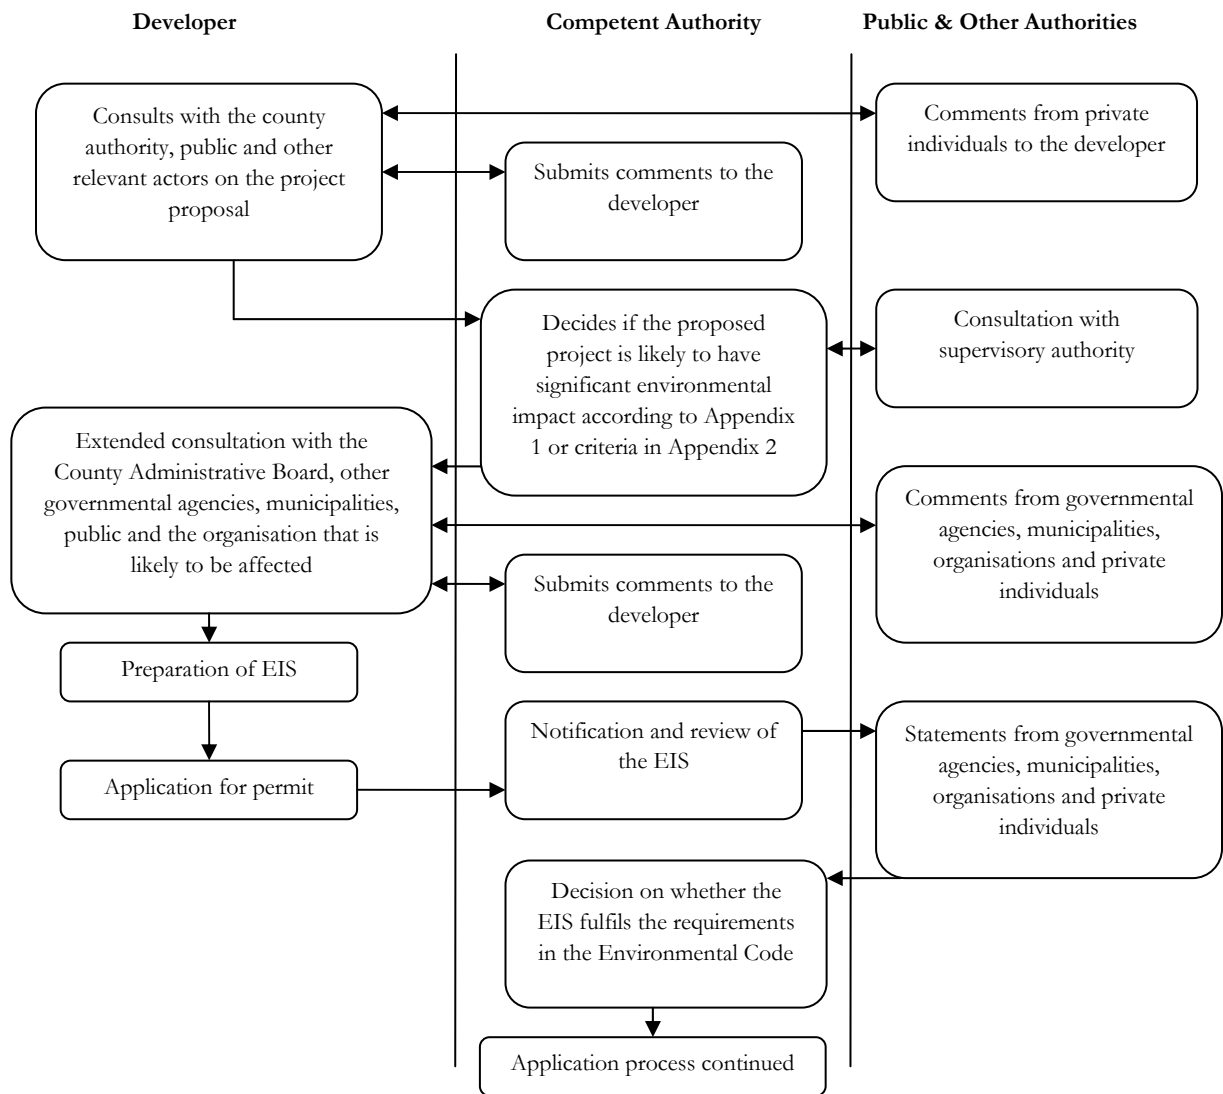 Developer
Competent Authority
Public & Other Authorities
Consults with the county
authority, public and other
relevant actors on the project
proposal
Comments from private
individuals to the developer
Submits comments to the
developer
Decides if the proposed
project is likely to have
significant environmental
impact according to Appendix
1 or criteria in Appendix 2
Consultation with
supervisory authority
Extended consultation with the
County Administrative Board, other
governmental agencies, municipalities,
public and the organisation that is
likely to be affected
Comments from governmental
agencies, municipalities,
organisations and private
individuals
Submits comments to the
developer
Preparation of EIS
Application for permit
Notification and review of
the EIS
Statements from governmental
agencies, municipalities,
organisations and private
individuals
Decision on whether the
EIS fulfils the requirements
in the Environmental Code
Application process continued